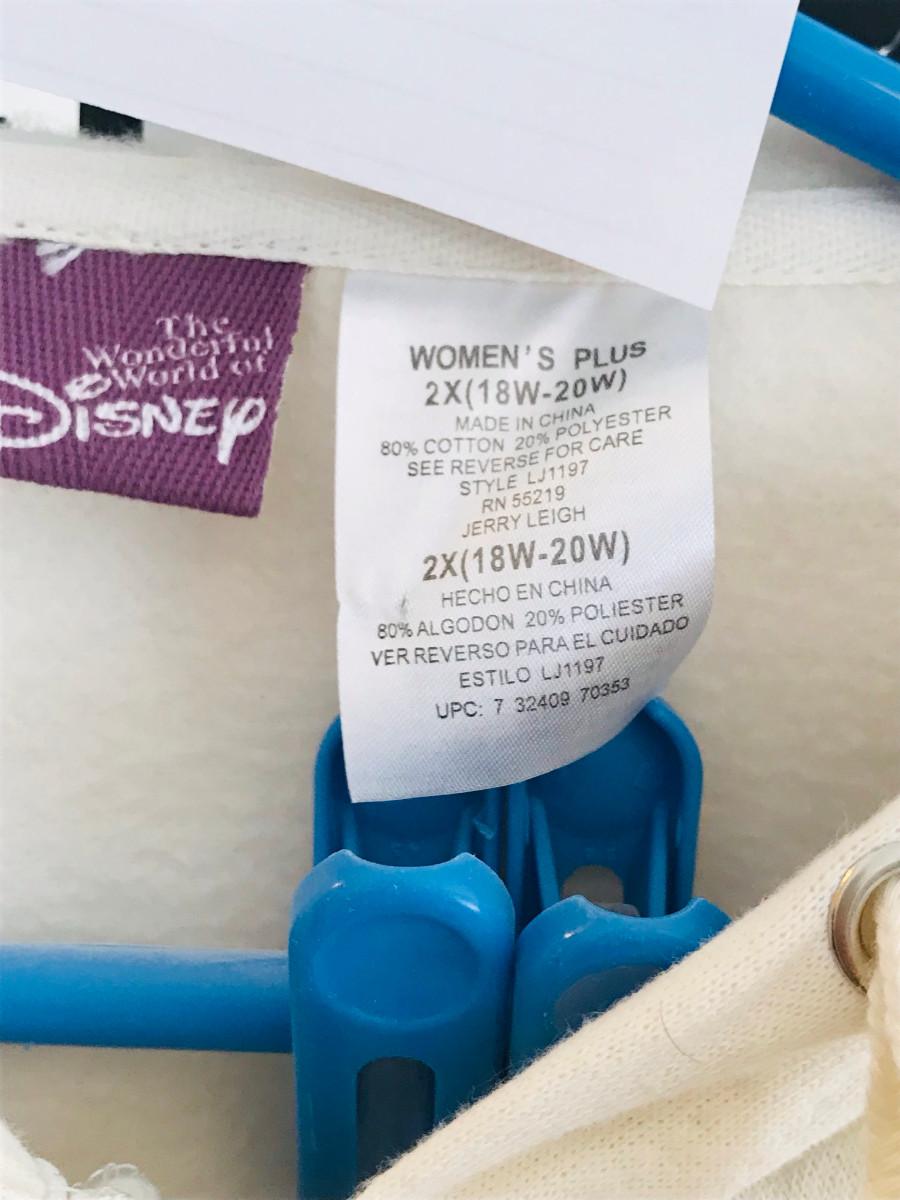 The
Wonderful
World of
Disney
WOMEN'S PLUS
2X(18W-20W)
MADE IN CHINA
80% COTTON 20% POLYESTER
SEE REVERSE FOR CARE
STYLE LJ1197
RN 55219
JERRY LEIGH
2X(18W-20W)
HECHO EN CHINA
80% ALGODON 20% POLIESTER
VER REVERSO PARA EL CUIDADO
ESTILO LJ1197
UPC: 7 32409 70353